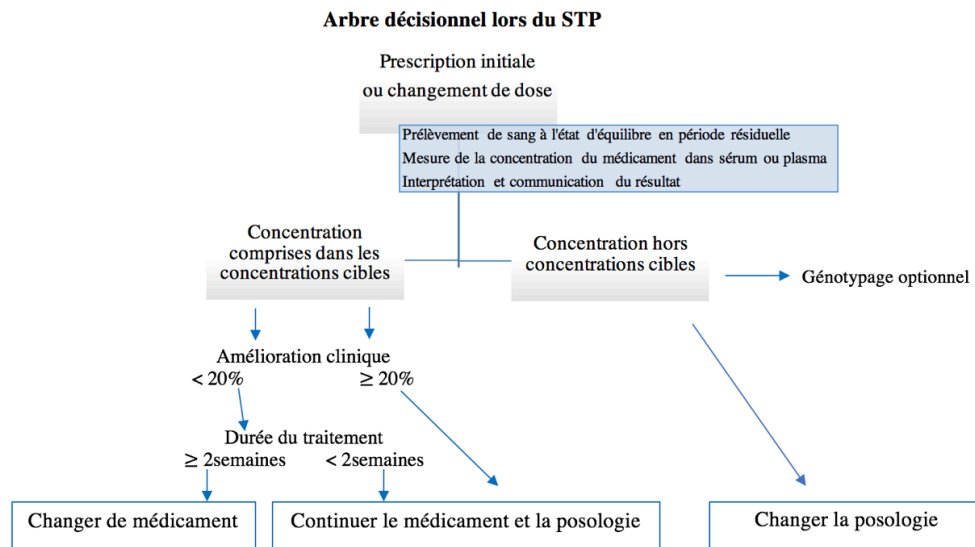 Arbre décisionnel lors du STP
Prescription initiale
ou changement de dose
Prélèvement de sang à l'état d'équilibre en période résiduelle
Mesure de la concentration du médicament dans sérum ou plasma
Interprétation et communication du résultat
Concentration
comprises dans les
concentrations cibles
Concentration hors
concentrations cibles
Génotypage optionnel
Amélioration clinique
< 20% ≥ 20%
Durée du traitement
≥ 2semaines < 2semaines
Changer de médicament
Continuer le médicament et la posologie
Changer la posologie